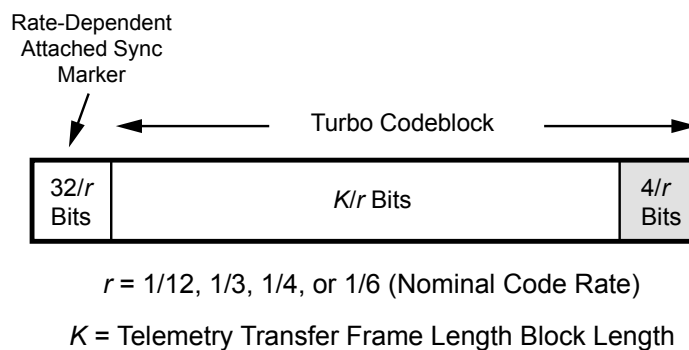 Rate-Dependent
Attached Sync
Marker
Turbo Codeblock
32/r
Bits
K/r Bits
4/r
Bits
r = 1/12, 1/3, 1/4, or 1/6 (Nominal Code Rate)
K = Telemetry Transfer Frame Length Block Length